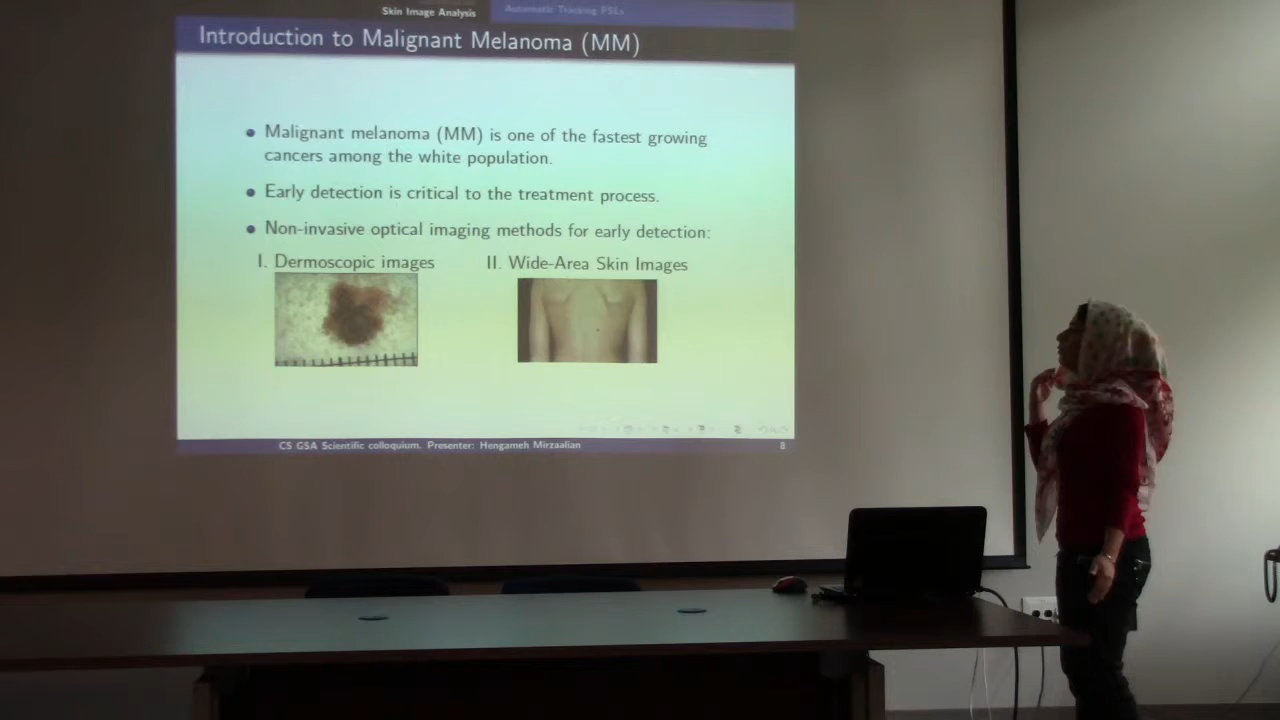 Skin Image Analysis
Automatic Tracking PSLs
Introduction to Malignant Melanoma (MM)
Malignant melanoma (MM) is one of the fastest growing
cancers among the white population.
Early detection is critical to the treatment process.
Non-invasive optical imaging methods for early detection:
I. Dermoscopic images
II. Wide-Area Skin Images
CS GSA Scientific colloquium. Presenter: Hengameh Mirzaalian
8